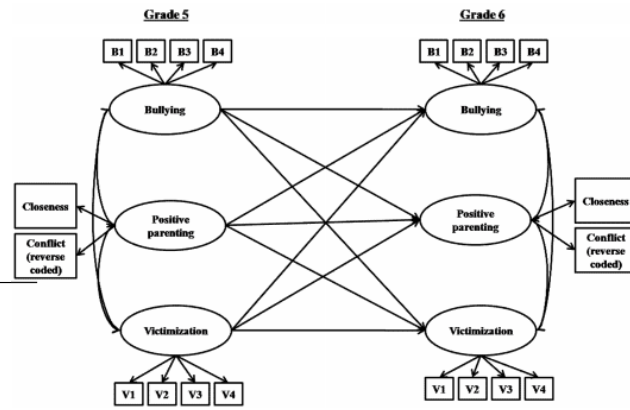 Grade 5 Grade 6
B1 B2 B3 B4 B1 B2 B3 B4
Bullying Bullying
Closeness Positive Positive Closeness
parenting parenting
Conflict Conflict
(reverse (reverse
coded) coded)
Victimization Victimization
V1 V2 V3 V4 V1 V2 V3 V4